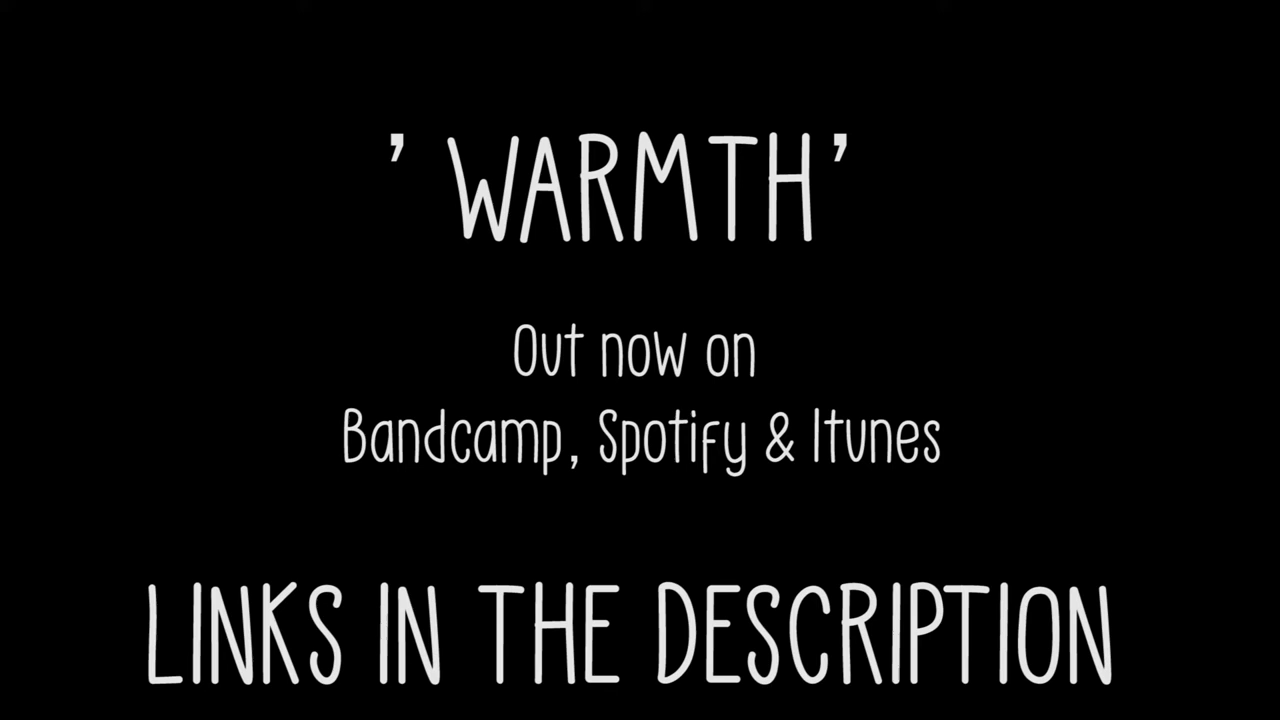 ’ WARMTH’
Out now on
Bandcamp, Spotify & Itunes
LINKS IN THE DESCRIPTION